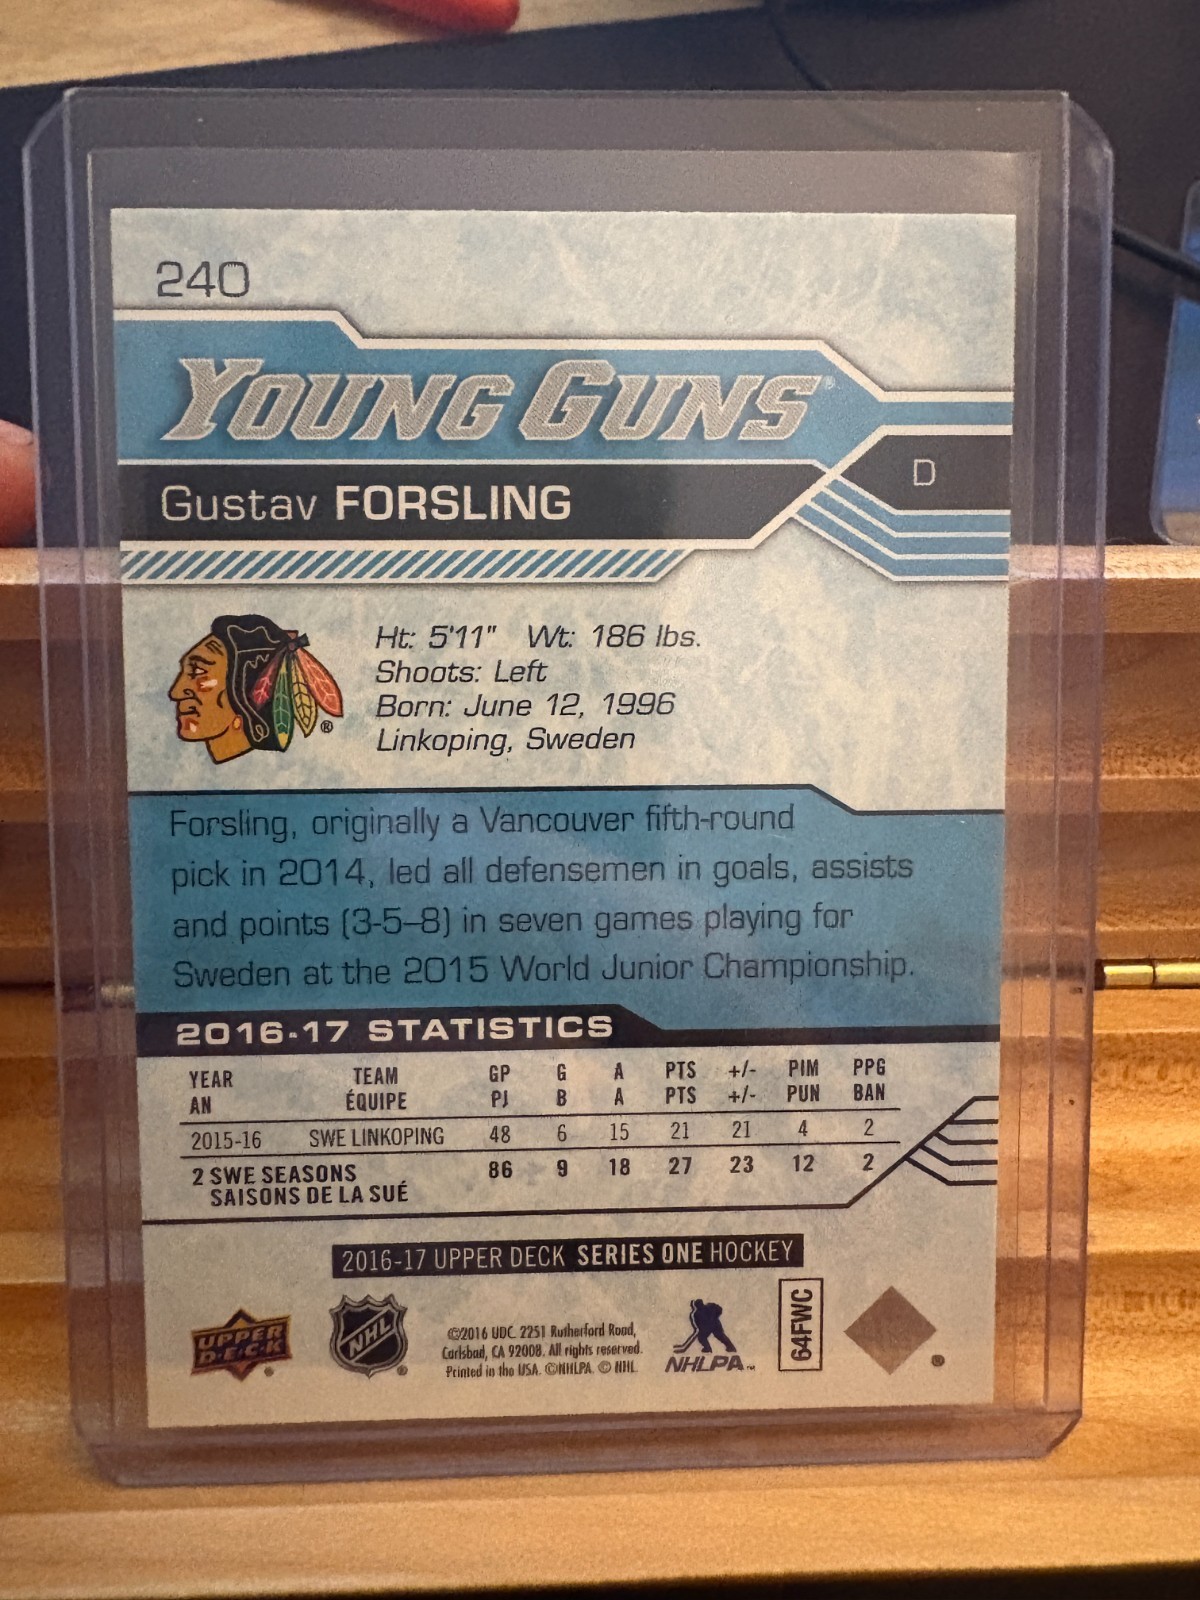 240
YOUNG GUNS®
Gustav FORSLING
D
Ht: 5'11" Wt: 186 lbs.
Shoots: Left
Born: June 12, 1996
Linkoping, Sweden
®
Forsling, originally a Vancouver fifth-round
pick in 2014, led all defensemen in goals, assists
and points (3-5–8) in seven games playing for
Sweden at the 2015 World Junior Championship.
2016-17 STATISTICS
YEAR TEAM GP G A PTS +/- PIM PPG
AN ÉQUIPE PJ B A PTS +/- PUN BAN
2015-16 SWE LINKOPING 48 6 15 21 21 4 2
2 SWE SEASONS 86 9 18 27 23 12 2
SAISONS DE LA SUÉ
2016-17 UPPER DECK SERIES ONE HOCKEY
UPPER
D·E·C·K
®
NHL
®
©2016 UDC. 2251 Rutherford Road,
Carlsbad, CA 92008. All rights reserved.
Printed in the USA. ©NHLPA. © NHL
NHLPA™
64FWC
®